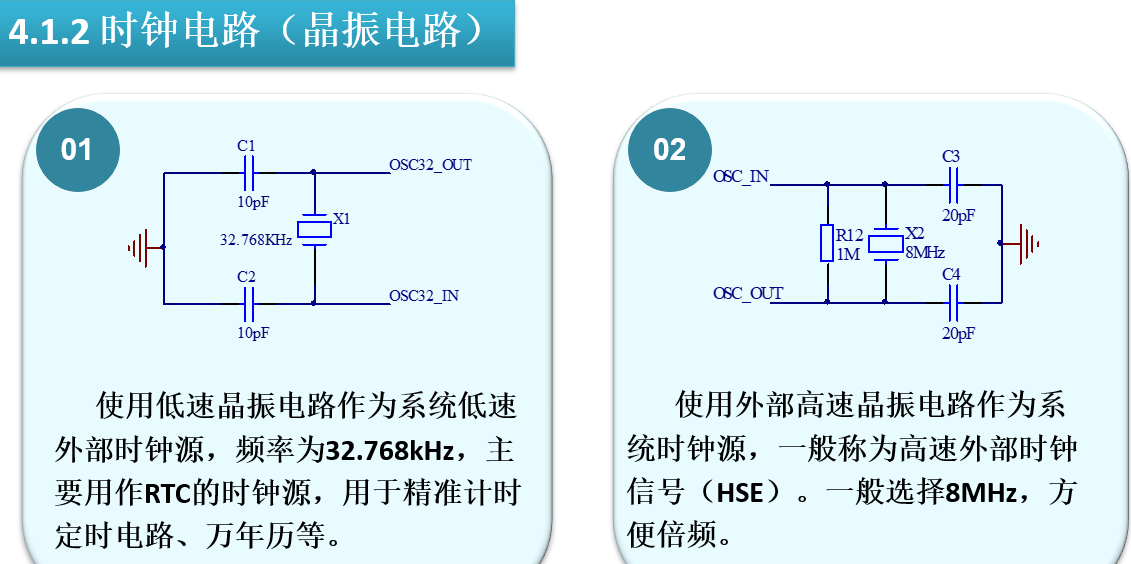 4.1.2 时钟电路（晶振电路）
01
C1
OSC32_OUT
10pF
X1
32.768KHz
C2
OSC32_IN
10pF
使用低速晶振电路作为系统低速
外部时钟源，频率为32.768kHz，主
要用作RTC的时钟源，用于精准计时
定时电路、万年历等。
02
C3
OSC_IN
20pF
R12
X2
1M
8MHz
C4
OSC_OUT
20pF
使用外部高速晶振电路作为系
统时钟源，一般称为高速外部时钟
信号（HSE）。一般选择8MHz，方
便倍频。